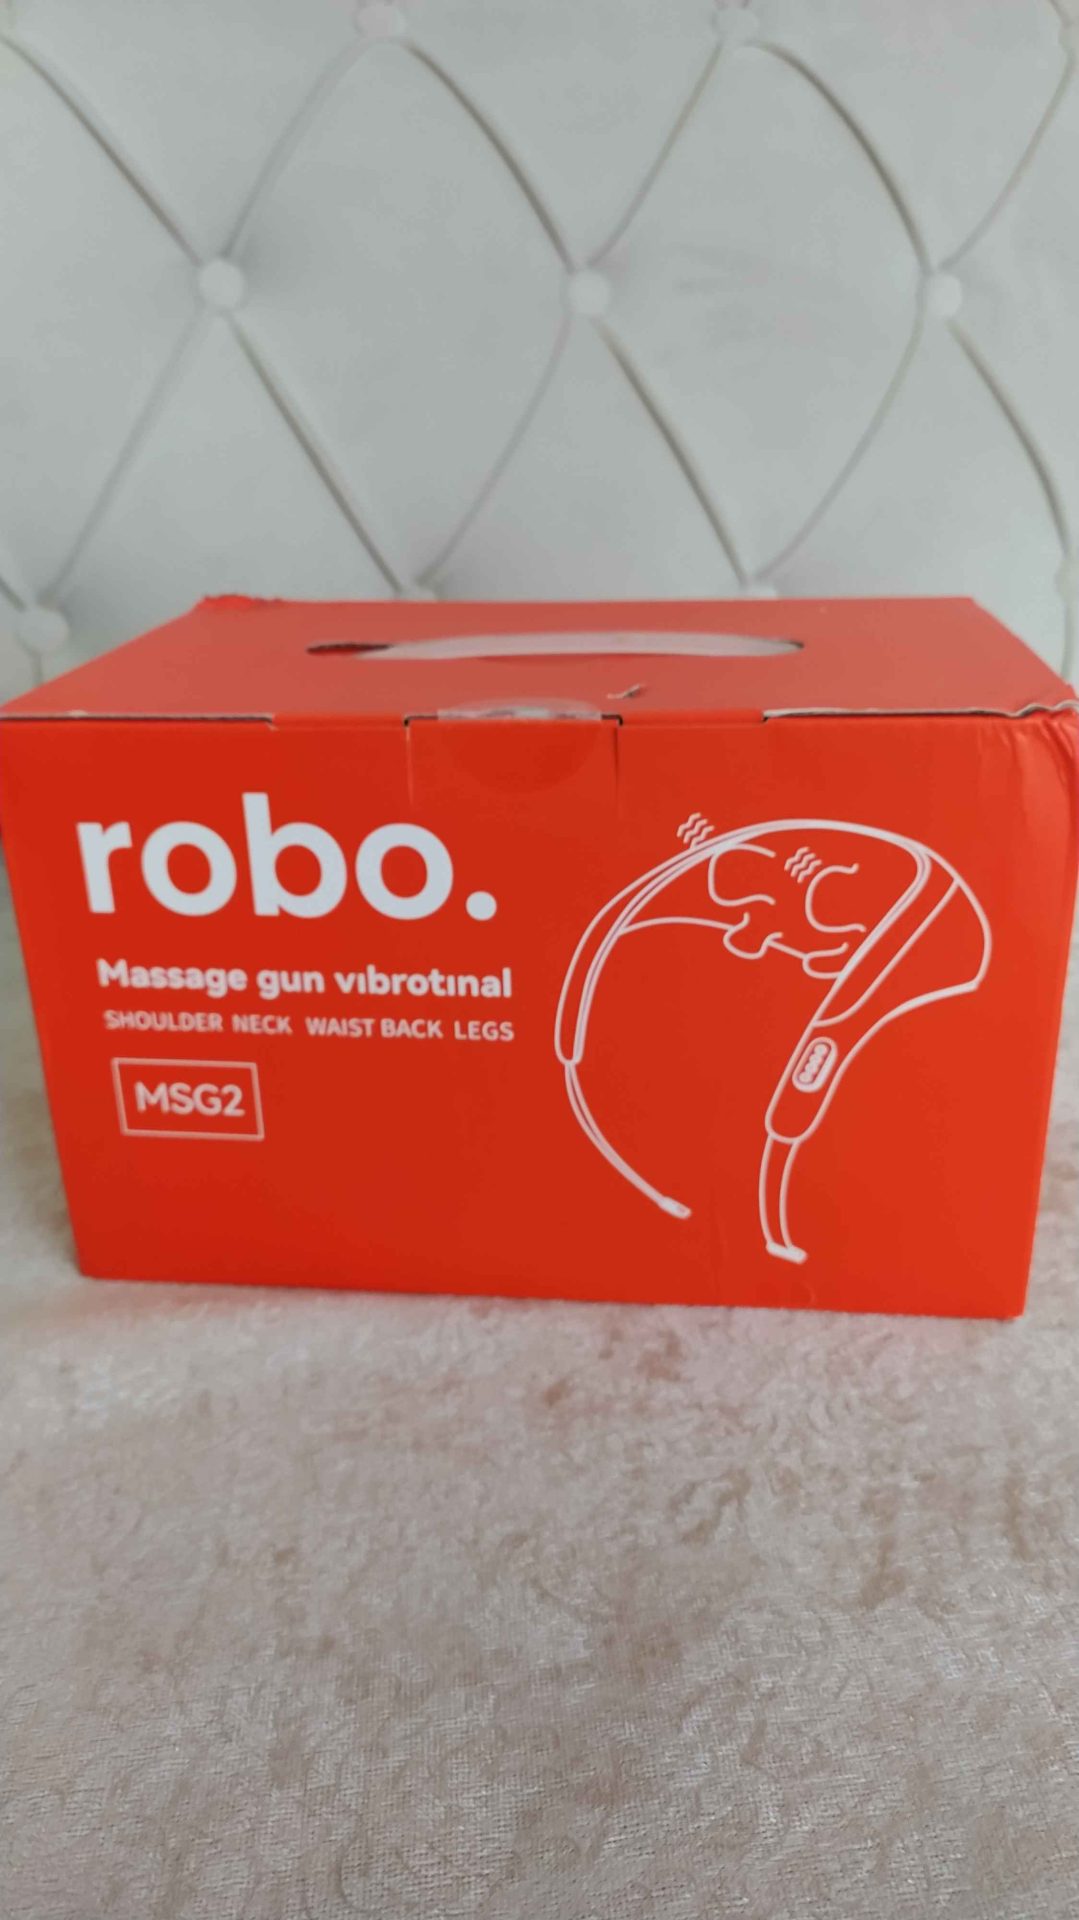 robo.
Massage gun vıbrotınal
SHOULDER NECK WAIST BACK LEGS
MSG2